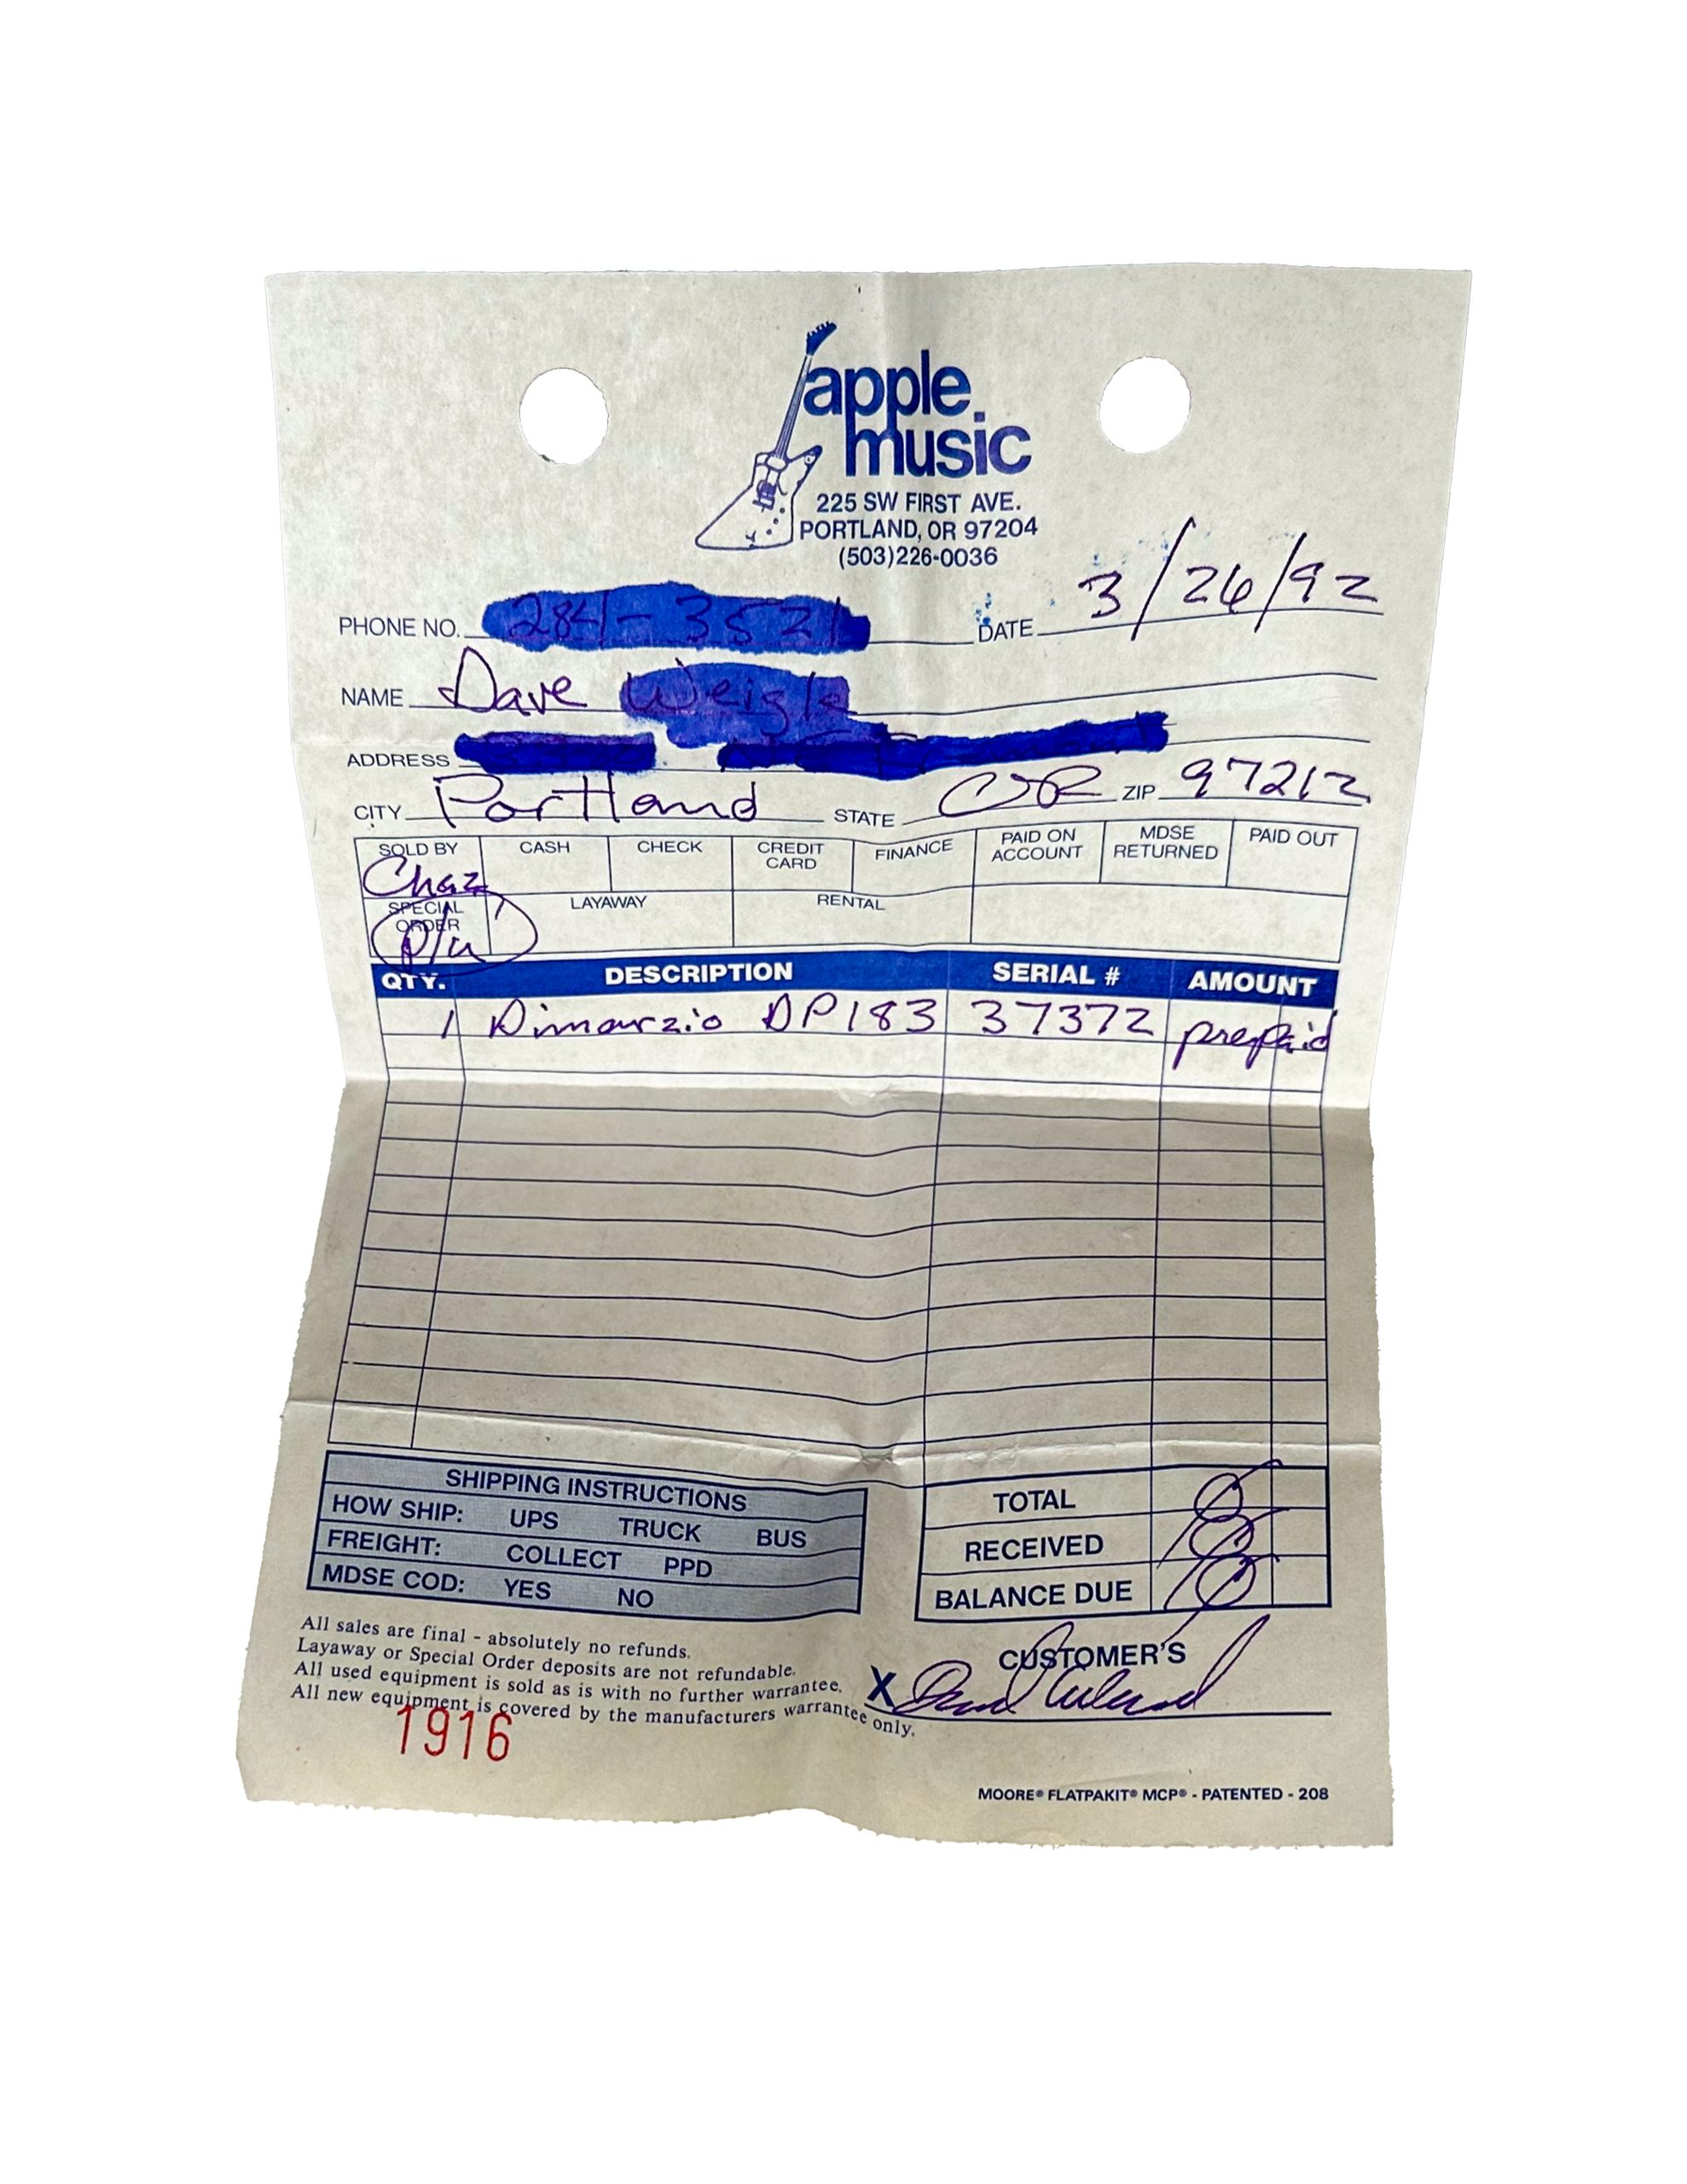 apple
music
225 SW FIRST AVE.
PORTLAND, OR 97204
(503)226-0036
PHONE NO. DATE 3/26/92
NAME Dave
ADDRESS
CITY Portland STATE OR ZIP 97212
SOLD BY CASH CHECK CREDIT CARD FINANCE PAID ON ACCOUNT MDSE RETURNED PAID OUT
Chaz
SPECIAL ORDER LAYAWAY RENTAL
P/U
QTY. DESCRIPTION SERIAL # AMOUNT
1 Dimarzio DP183 37372 prepaid
SHIPPING INSTRUCTIONS
HOW SHIP: UPS TRUCK BUS
FREIGHT: COLLECT PPD
MDSE COD: YES NO
TOTAL 0
RECEIVED 0
BALANCE DUE 0
All sales are final - absolutely no refunds.
Layaway or Special Order deposits are not refundable.
All used equipment is sold as is with no further warrantee.
All new equipment is covered by the manufacturers warrantee only.
CUSTOMER'S
X
1916
MOORE® FLATPAKIT® MCP® - PATENTED - 208